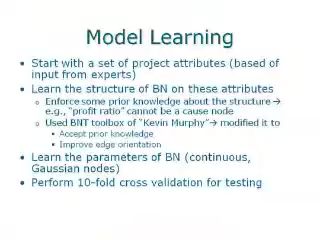 Model Learning
• Start with a set of project attributes (based of
input from experts)
• Learn the structure of BN on these attributes
o Enforce some prior knowledge about the structure →
e.g., "profit ratio" cannot be a cause node
o Used BNT toolbox of "Kevin Murphy"→ modified it to
▪ Accept prior knowledge
▪ Improve edge orientation
• Learn the parameters of BN (continuous,
Gaussian nodes)
• Perform 10-fold cross validation for testing